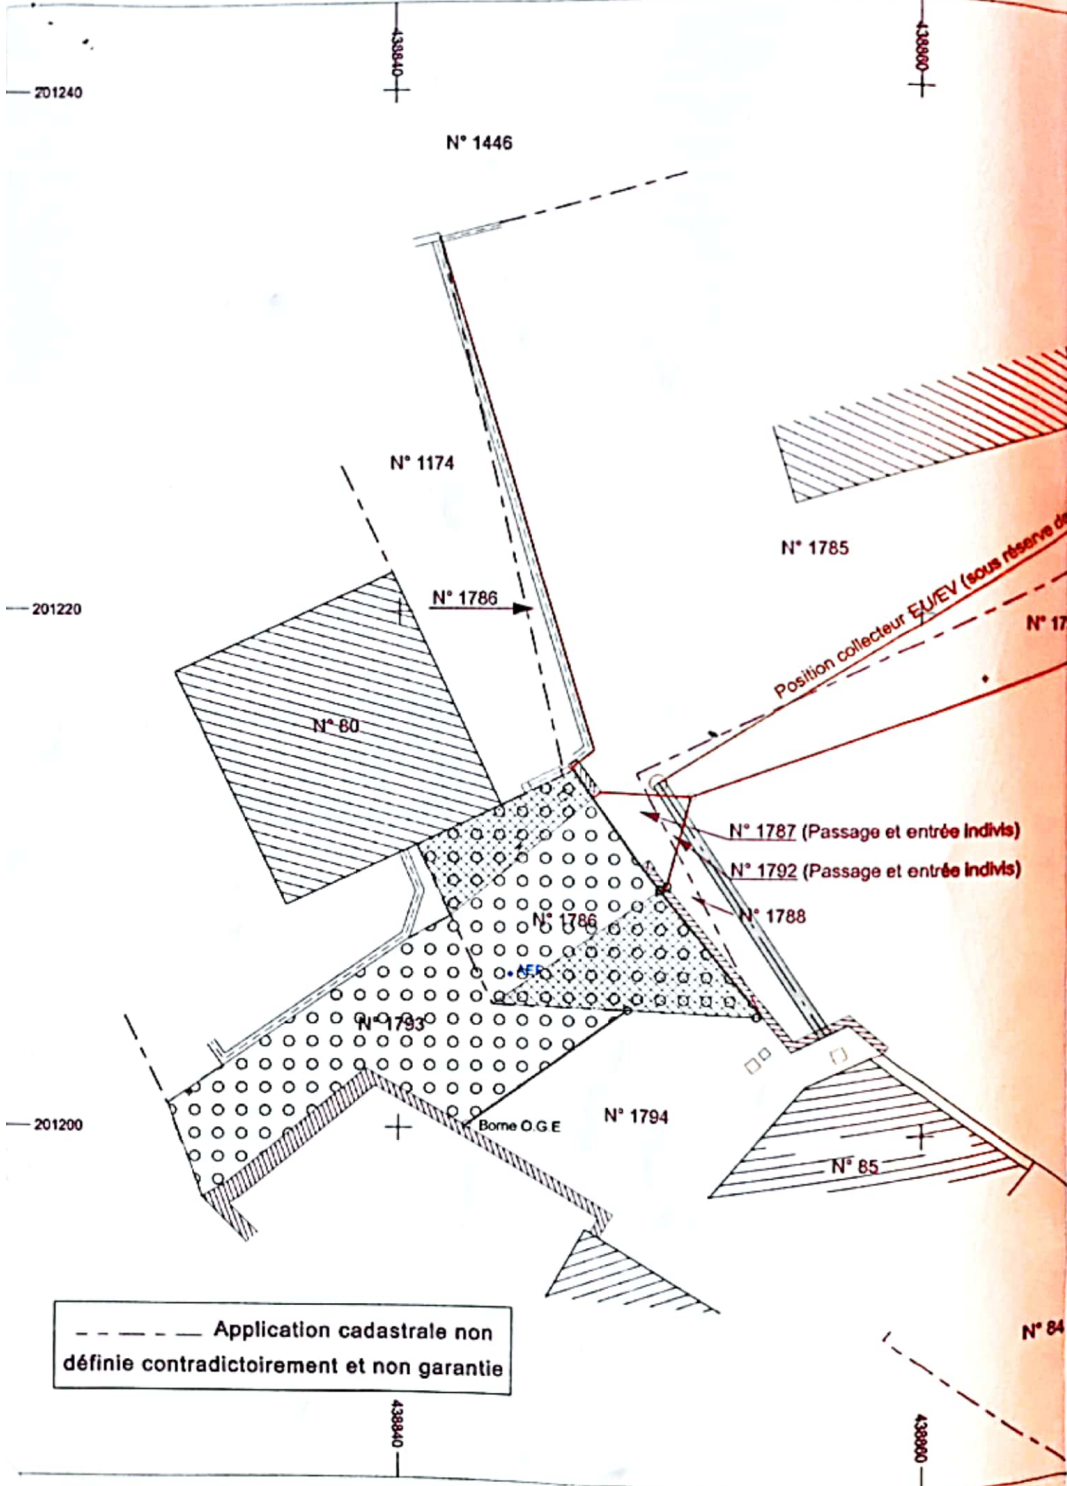 438840
438860
201240
N° 1446
N° 1174
N° 1785
Position collecteur EU/EV (sous réserve de
N° 1786
201220
N° 17
N° 80
N° 1787 (Passage et entrée indivis)
N° 1792 (Passage et entrée indivis)
N° 1786
N° 1788
AEP
N° 1793
N° 1794
201200
Borne O.G.E
N° 85
Application cadastrale non
définie contradictoirement et non garantie
N° 84
438840
438860